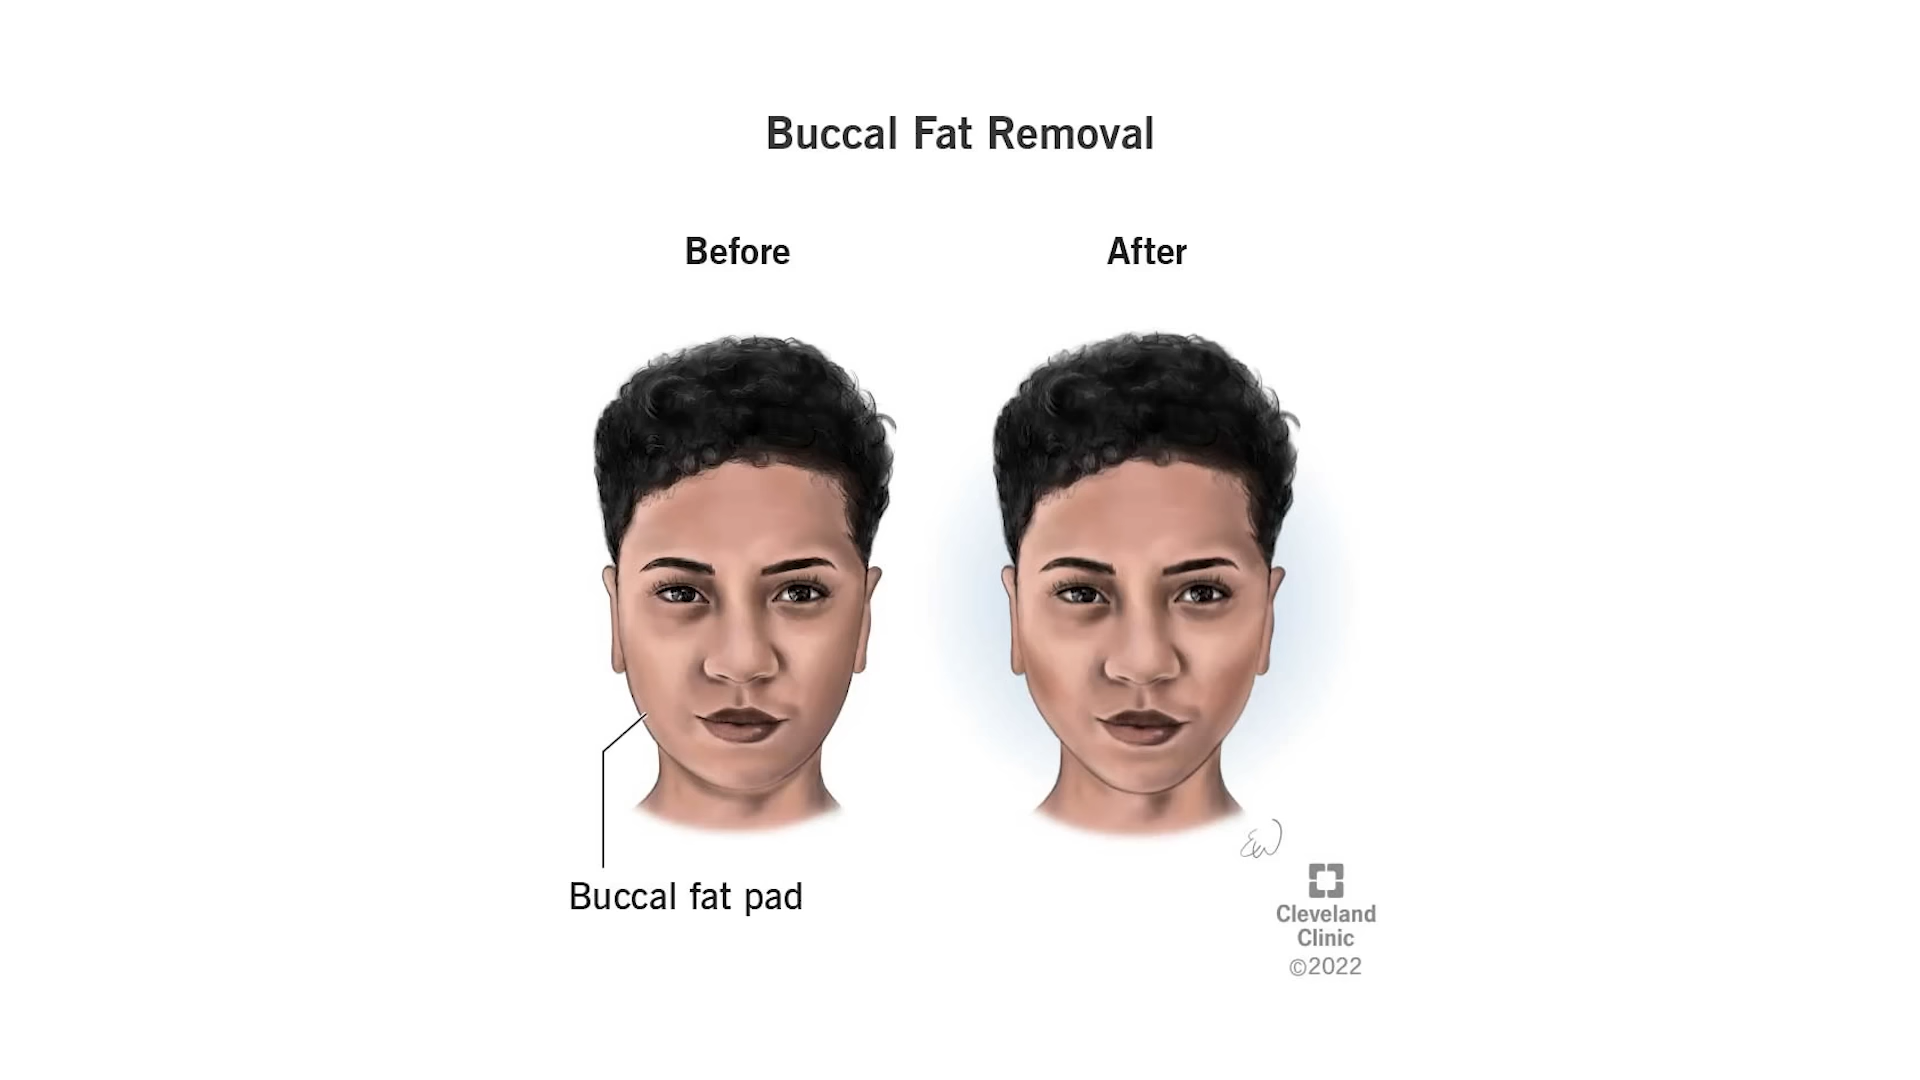 Buccal Fat Removal
Before
After
Buccal fat pad
Cleveland
Clinic
©2022